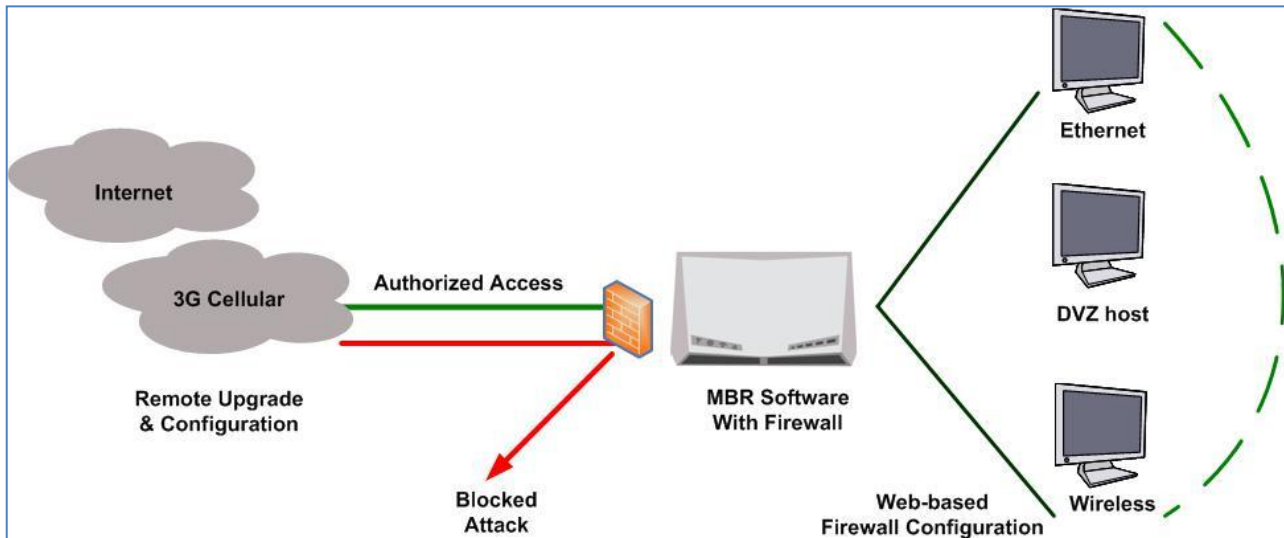 Internet
3G Cellular
Remote Upgrade
& Configuration
Authorized Access
Blocked
Attack
MBR Software
With Firewall
Web-based
Firewall Configuration
Ethernet
DVZ host
Wireless